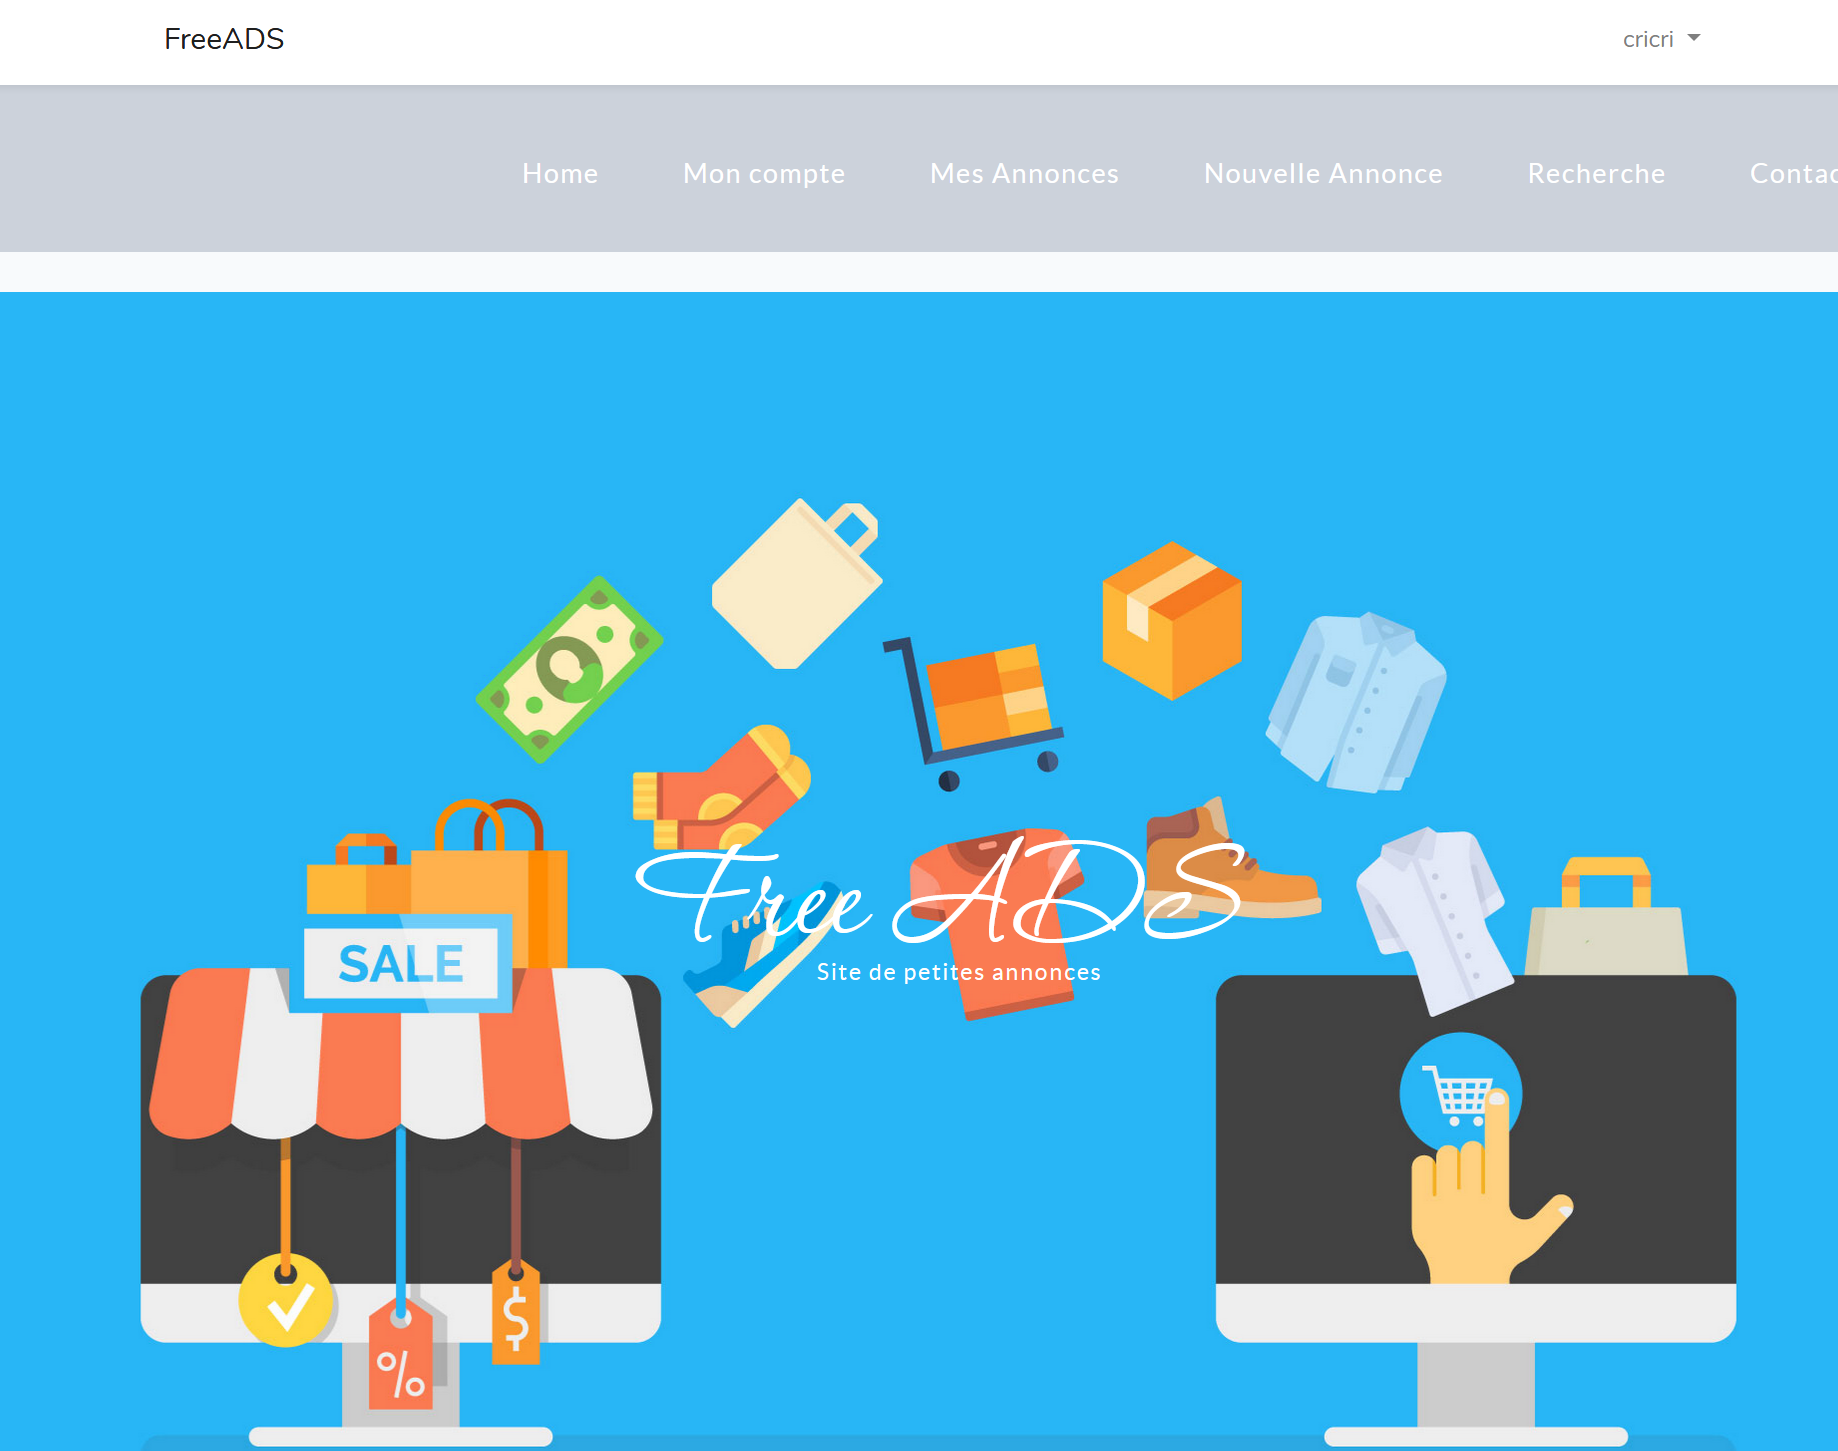 FreeADS cricri
Home Mon compte Mes Annonces Nouvelle Annonce Recherche Contac
SALE
Free ADS
Site de petites annonces
$
%